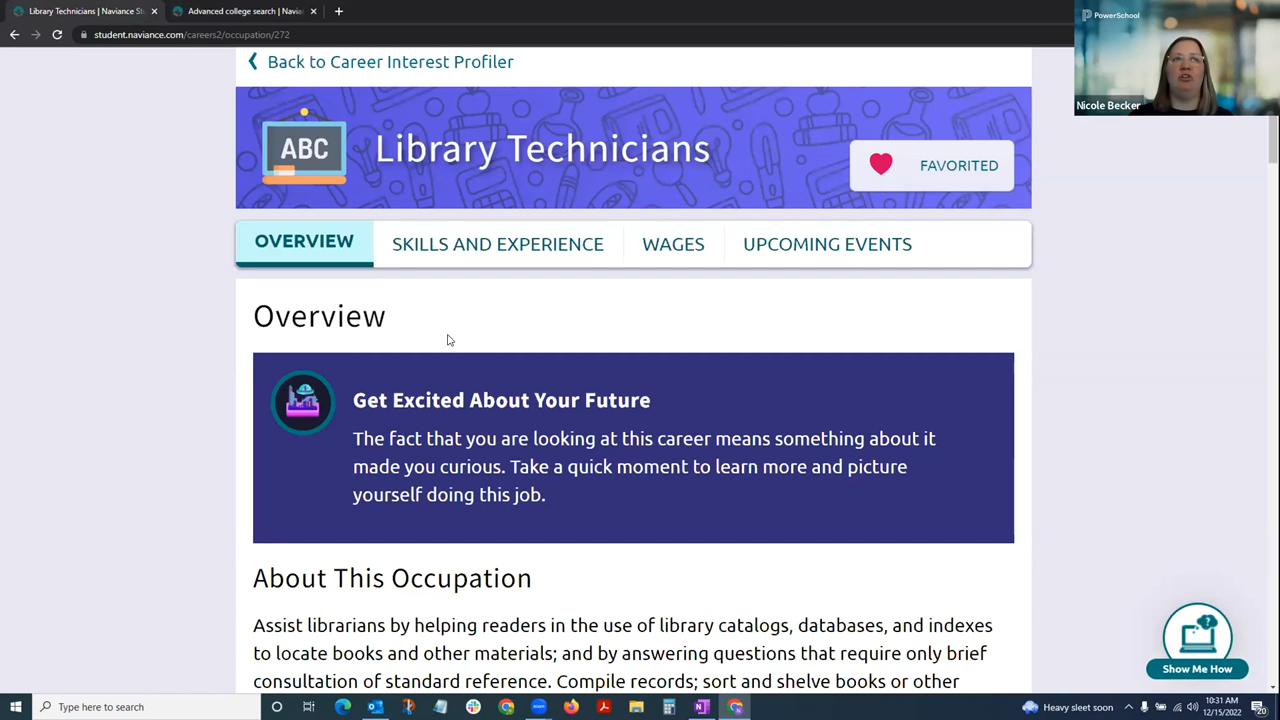 Library Technicians | Naviance St
Advanced college search | Navia
student.naviance.com/careers2/occupation/272
PowerSchool
Nicole Becker
Back to Career Interest Profiler
ABC
Library Technicians
FAVORITED
OVERVIEW
SKILLS AND EXPERIENCE
WAGES
UPCOMING EVENTS
Overview
Get Excited About Your Future
The fact that you are looking at this career means something about it
made you curious. Take a quick moment to learn more and picture
yourself doing this job.
About This Occupation
Assist librarians by helping readers in the use of library catalogs, databases, and indexes
to locate books and other materials; and by answering questions that require only brief
consultation of standard reference. Compile records; sort and shelve books or other
Show Me How
Type here to search
Heavy sleet soon
10:31 AM
12/15/2022
20